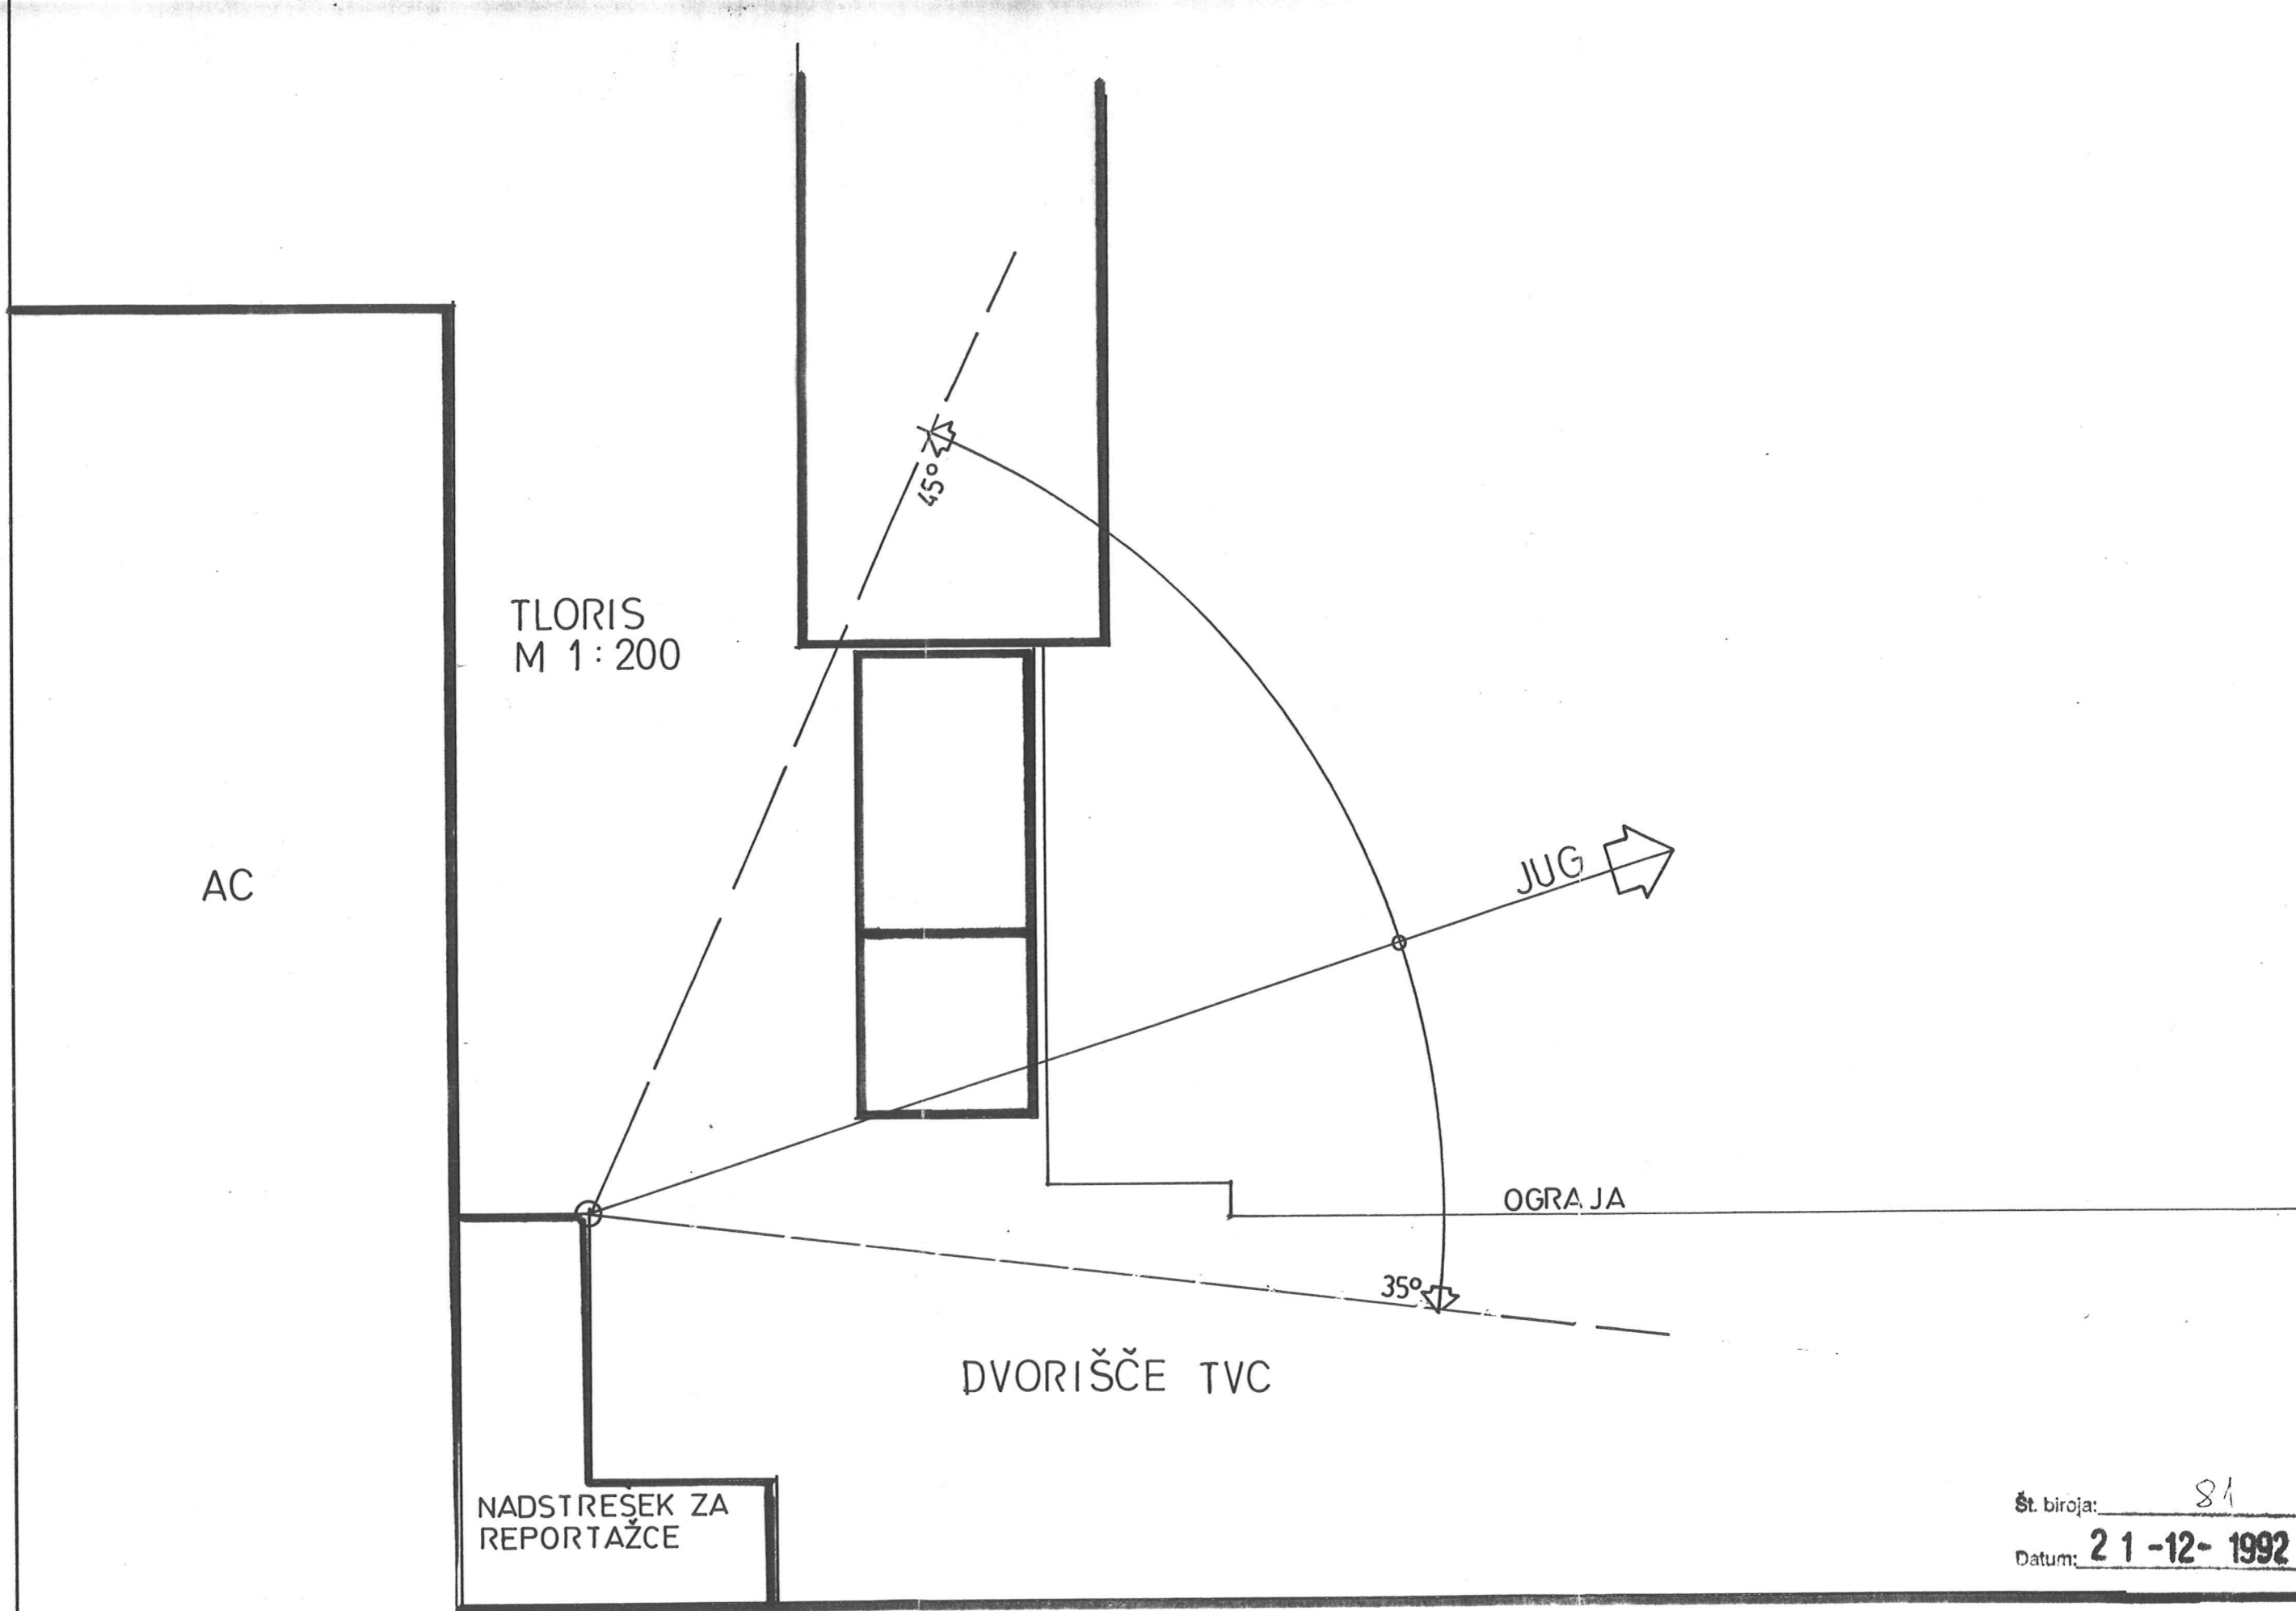 45°
TLORIS
M 1:200
AC
JUG
OGRAJA
35°
DVORIŠČE TVC
NADSTREŠEK ZA
REPORTAŽCE
Št. biroja: 81
Datum: 21-12-1992